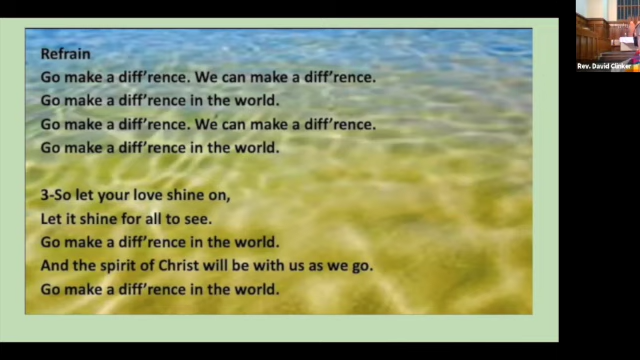 Refrain
Go make a diff'rence. We can make a diff'rence.
Go make a diff'rence in the world.
Go make a diff'rence. We can make a diff'rence.
Go make a diff'rence in the world.
3-So let your love shine on,
Let it shine for all to see.
Go make a diff'rence in the world.
And the spirit of Christ will be with us as we go.
Go make a diff'rence in the world.
Rev. David Clinker